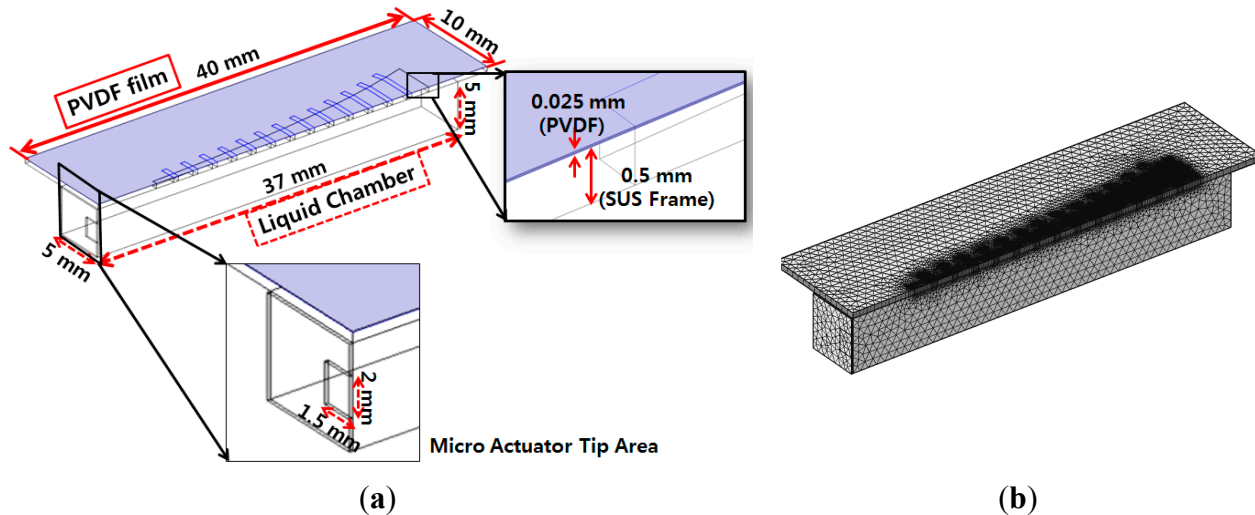 40 mm
10 mm
PVDF film
5 mm
0.025 mm
(PVDF)
0.5 mm
(SUS Frame)
37 mm
Liquid Chamber
5 mm
2 mm
1.5 mm
Micro Actuator Tip Area
(a)
(b)